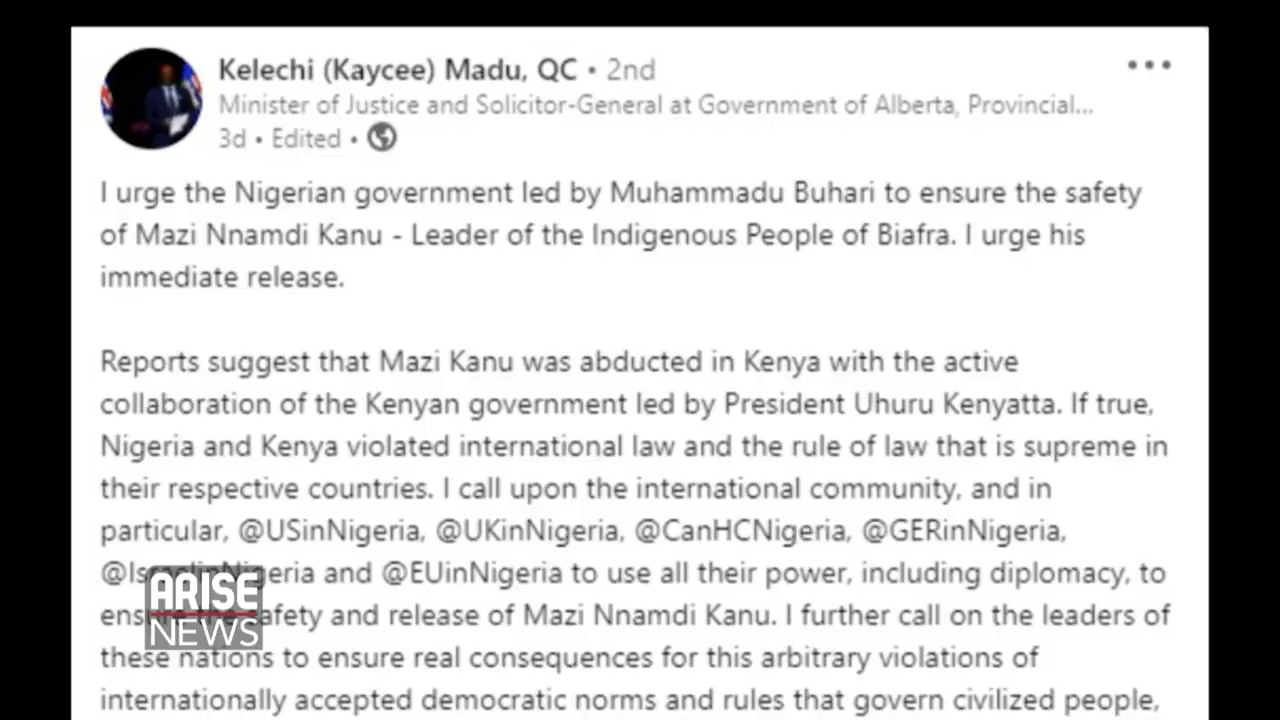 Kelechi (Kaycee) Madu, QC • 2nd
Minister of Justice and Solicitor-General at Government of Alberta, Provincial...
3d • Edited •
I urge the Nigerian government led by Muhammadu Buhari to ensure the safety
of Mazi Nnamdi Kanu - Leader of the Indigenous People of Biafra. I urge his
immediate release.
Reports suggest that Mazi Kanu was abducted in Kenya with the active
collaboration of the Kenyan government led by President Uhuru Kenyatta. If true,
Nigeria and Kenya violated international law and the rule of law that is supreme in
their respective countries. I call upon the international community, and in
particular, @USinNigeria, @UKinNigeria, @CanHCNigeria, @GERinNigeria,
@IsraelinNigeria and @EUinNigeria to use all their power, including diplomacy, to
safety and release of Mazi Nnamdi Kanu. I further call on the leaders of
these nations to ensure real consequences for this arbitrary violations of
internationally accepted democratic norms and rules that govern civilized people,
ARISE
NEWS